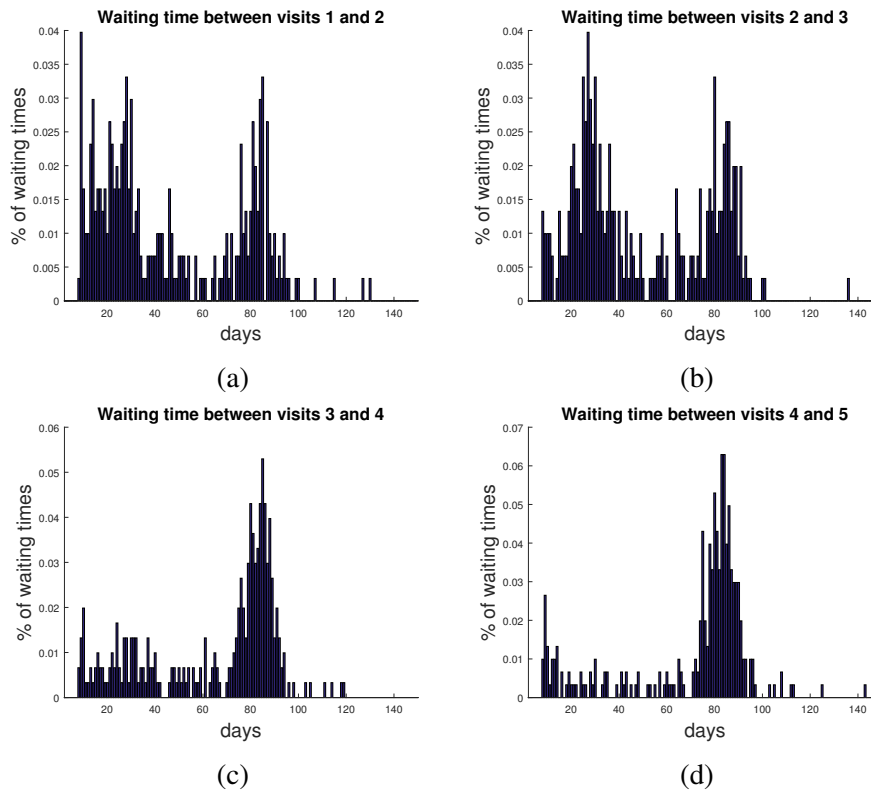 Waiting time between visits 1 and 2
0.04
0.035
0.03
0.025
0.02
0.015
0.01
0.005
0
% of waiting times
20 40 60 80 100 120 140
days
(a)
Waiting time between visits 2 and 3
0.04
0.035
0.03
0.025
0.02
0.015
0.01
0.005
0
% of waiting times
20 40 60 80 100 120 140
days
(b)
Waiting time between visits 3 and 4
0.06
0.05
0.04
0.03
0.02
0.01
0
% of waiting times
20 40 60 80 100 120 140
days
(c)
Waiting time between visits 4 and 5
0.07
0.06
0.05
0.04
0.03
0.02
0.01
0
% of waiting times
20 40 60 80 100 120 140
days
(d)